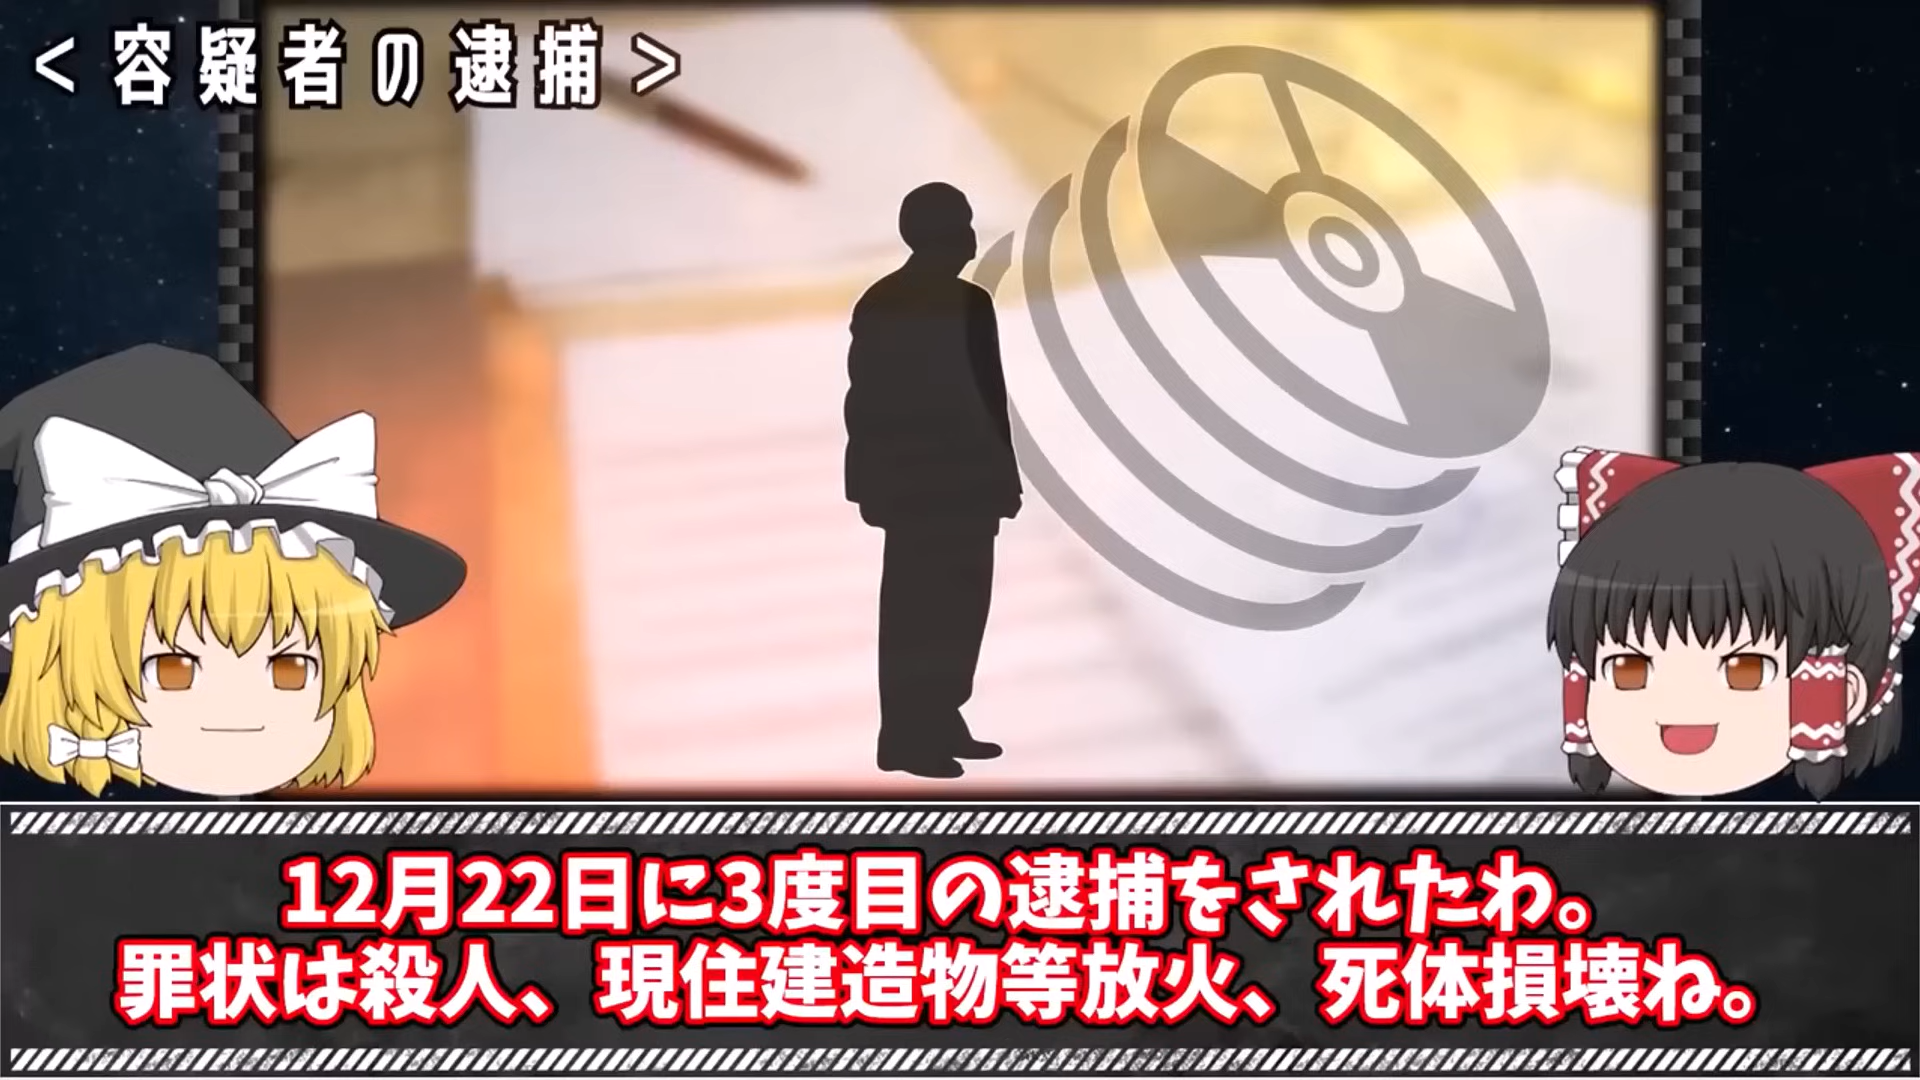 <容疑者の逮捕>
12月22日に3度目の逮捕をされたわ。
罪状は殺人、現住建造物等放火、死体損壊ね。